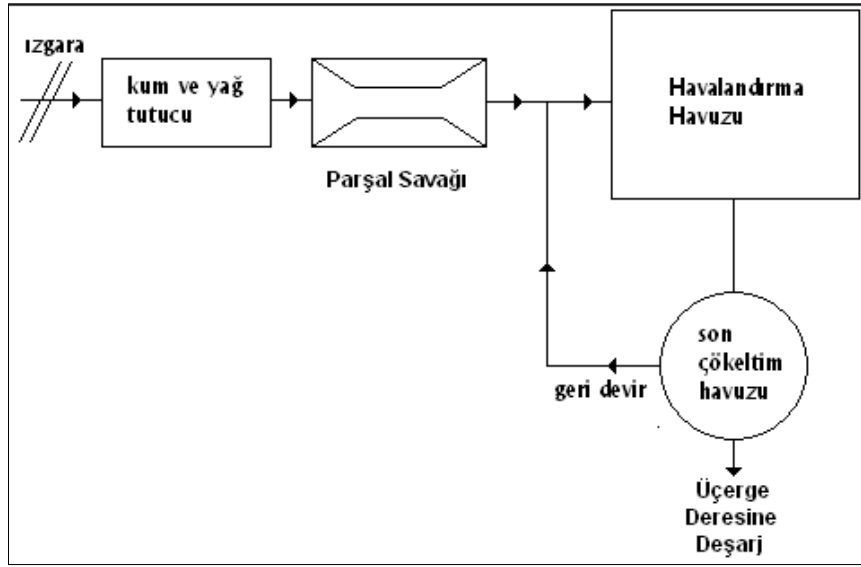 ızgara
kum ve yağ
tutucu
Parşal Savağı
Havalandırma
Havuzu
son
çökeltim
havuzu
geri devir
Üçerge
Deresine
Deşarj